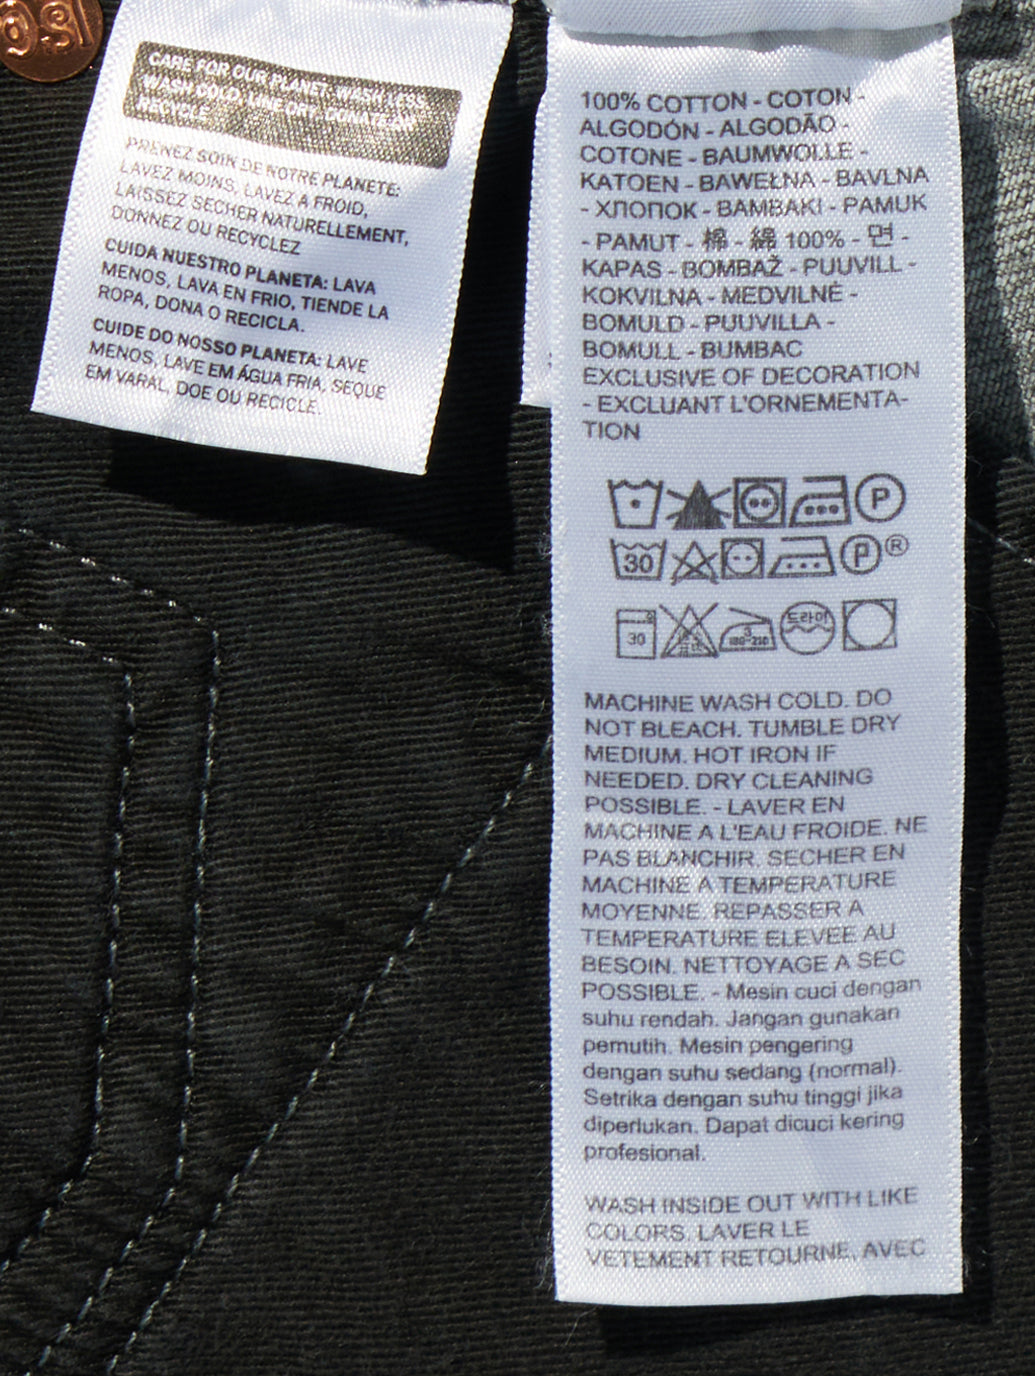 CARE FOR OUR PLANET: WASH LESS,
WASH COLD, LINE DRY, DONATE OR
RECYCLE
PRENEZ SOIN DE NOTRE PLANETE:
LAVEZ MOINS, LAVEZ A FROID,
LAISSEZ SECHER NATURELLEMENT,
DONNEZ OU RECYCLEZ
CUIDA NUESTRO PLANETA: LAVA
MENOS, LAVA EN FRIO, TIENDE LA
ROPA, DONA O RECICLA.
CUIDE DO NOSSO PLANETA: LAVE
MENOS, LAVE EM ÁGUA FRIA, SEQUE
EM VARAL, DOE OU RECICLE.
100% COTTON - COTON -
ALGODÓN - ALGODÃO -
COTONE - BAUMWOLLE -
KATOEN - BAWEŁNA - BAVLNA
- ХЛОПОК - BAMBAKI - PAMUK
- PAMUT - 棉 - 綿 100% - 면 -
KAPAS - BOMBAŽ - PUUVILL -
KOKVILNA - MEDVILNĖ -
BOMULD - PUUVILLA -
BOMULL - BUMBAC
EXCLUSIVE OF DECORATION
- EXCLUANT L'ORNEMENTA-
TION
P
30 P ®
30 3 180-210 드라이
MACHINE WASH COLD. DO
NOT BLEACH. TUMBLE DRY
MEDIUM. HOT IRON IF
NEEDED. DRY CLEANING
POSSIBLE. - LAVER EN
MACHINE A L'EAU FROIDE. NE
PAS BLANCHIR. SECHER EN
MACHINE A TEMPERATURE
MOYENNE. REPASSER A
TEMPERATURE ELEVEE AU
BESOIN. NETTOYAGE A SEC
POSSIBLE. - Mesin cuci dengan
suhu rendah. Jangan gunakan
pemutih. Mesin pengering
dengan suhu sedang (normal).
Setrika dengan suhu tinggi jika
diperlukan. Dapat dicuci kering
profesional.
WASH INSIDE OUT WITH LIKE
COLORS. LAVER LE
VETEMENT RETOURNE, AVEC